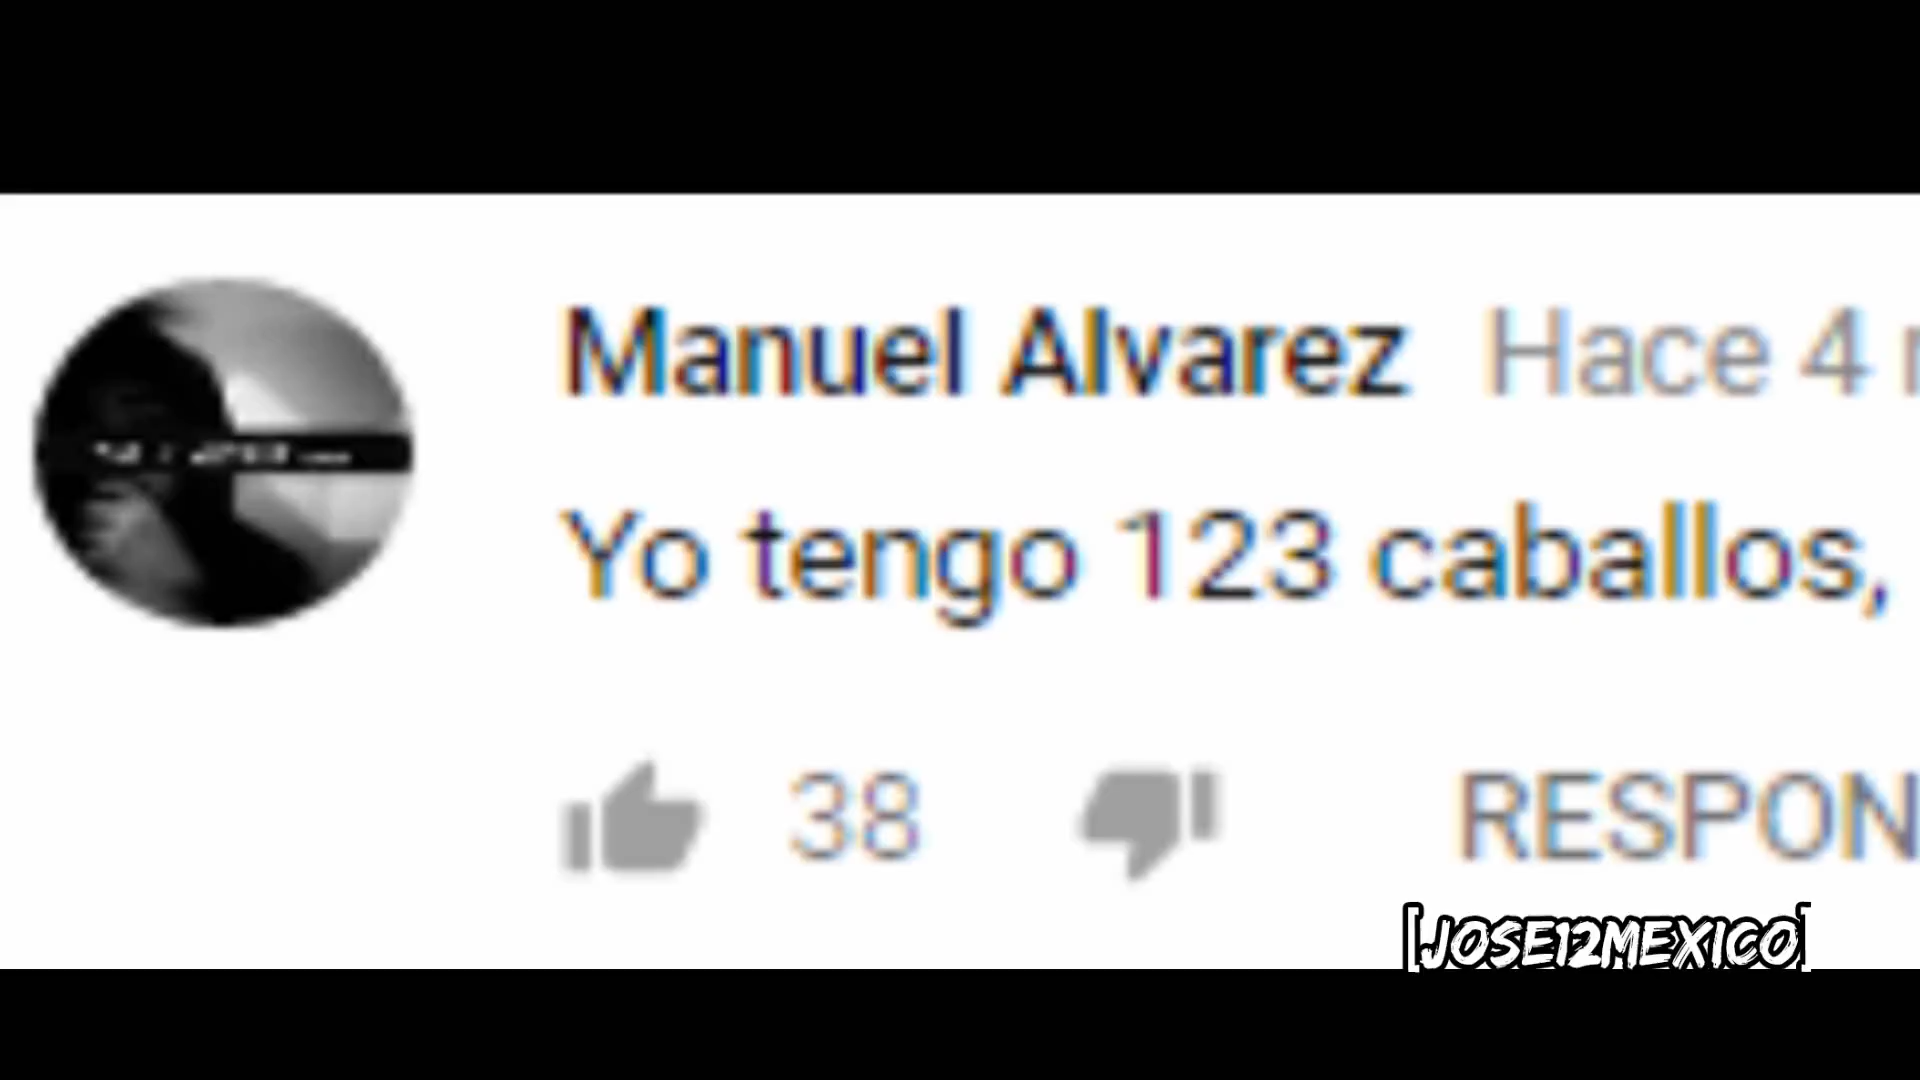 Manuel Alvarez Hace 4
Yo tengo 123 caballos,
38 RESPON
[JOSE12MEXICO]